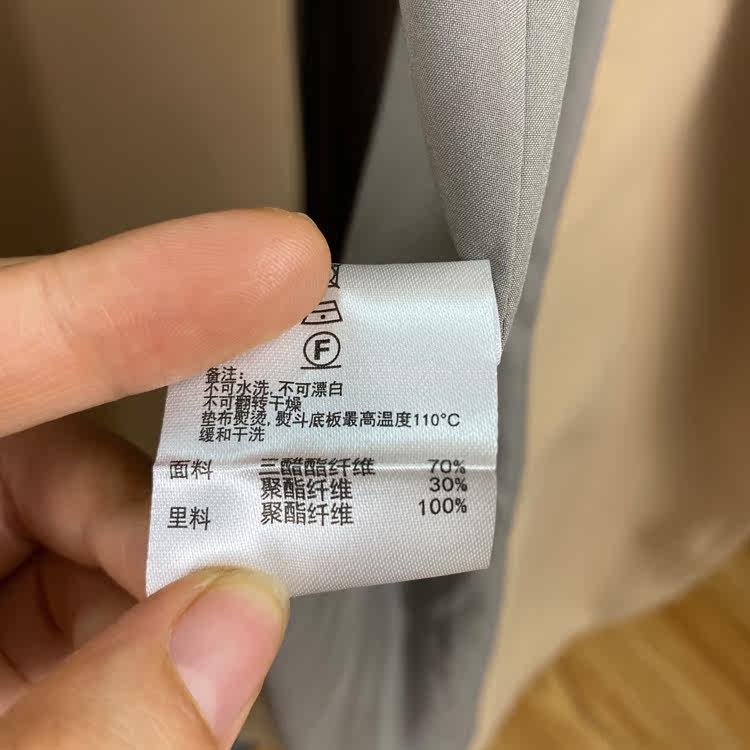 F
备注:
不可水洗,不可漂白
不可翻转干燥
垫布熨烫,熨斗底板最高温度110°C
缓和干洗
面料 三醋酯纤维 70%
聚酯纤维 30%
里料 聚酯纤维 100%